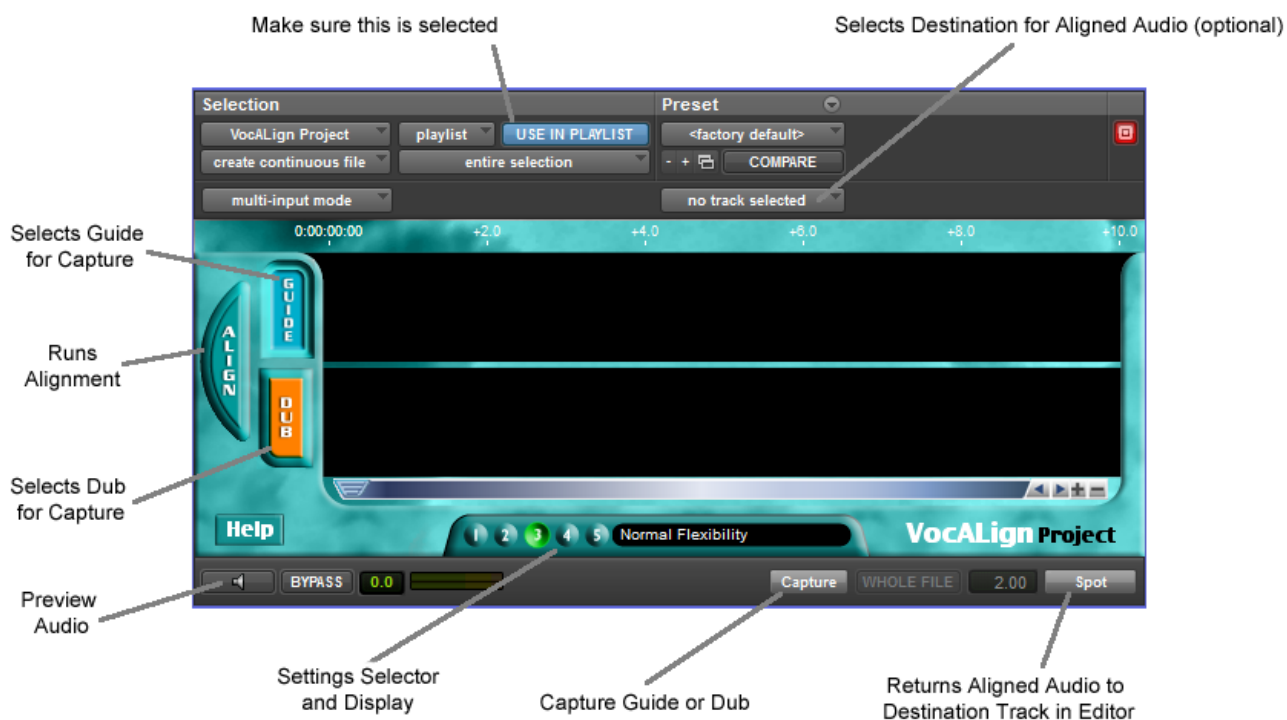 Make sure this is selected
Selects Destination for Aligned Audio (optional)
Selection
Preset
VocALign Project
playlist
USE IN PLAYLIST
<factory default>
create continuous file
entire selection
- +
COMPARE
multi-input mode
no track selected
Selects Guide
for Capture
0:00:00:00
+2.0
+4.0
+6.0
+8.0
+10.0
GUIDE
ALIGN
Runs
Alignment
DUB
Selects Dub
for Capture
Help
1 2 3 4 5
Normal Flexibility
VocALign Project
BYPASS
0.0
Capture
WHOLE FILE
2.00
Spot
Preview
Audio
Settings Selector
and Display
Capture Guide or Dub
Returns Aligned Audio to
Destination Track in Editor